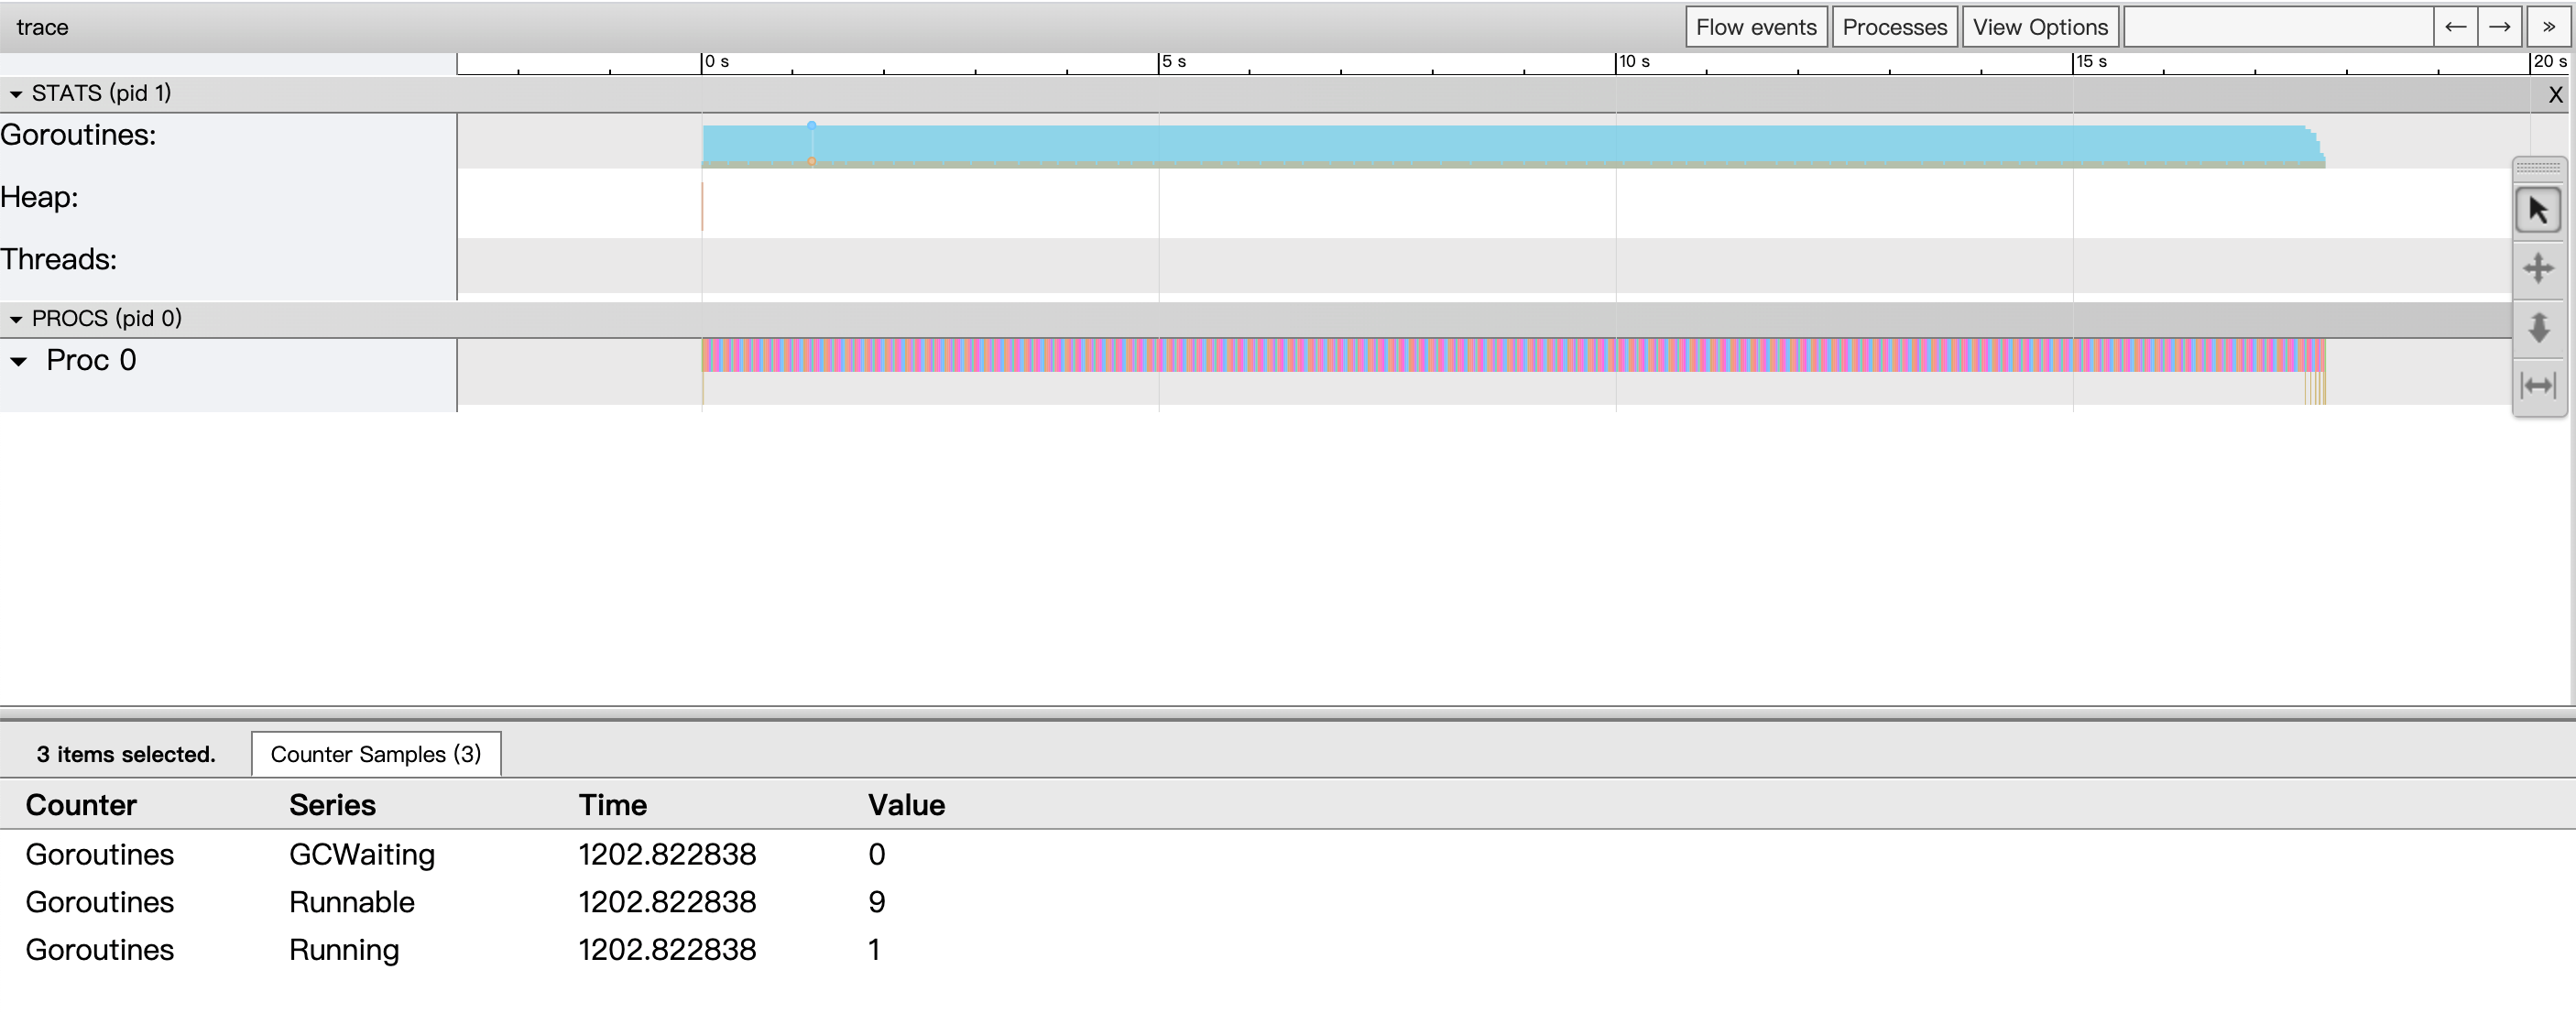 trace Flow events Processes View Options ← → »
0 s 5 s 10 s 15 s 20 s
STATS (pid 1) X
Goroutines:
Heap:
Threads:
PROCS (pid 0)
Proc 0
3 items selected. Counter Samples (3)
Counter Series Time Value
Goroutines GCWaiting 1202.822838 0
Goroutines Runnable 1202.822838 9
Goroutines Running 1202.822838 1